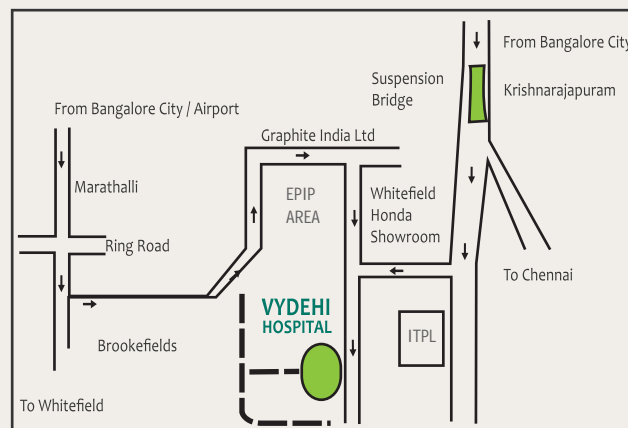 From Bangalore City
Suspension
Bridge
Krishnarajapuram
From Bangalore City / Airport
Graphite India Ltd
Marathalli
EPIP
AREA
Whitefield
Honda
Showroom
Ring Road
To Chennai
VYDEHI
HOSPITAL
ITPL
Brookefields
To Whitefield